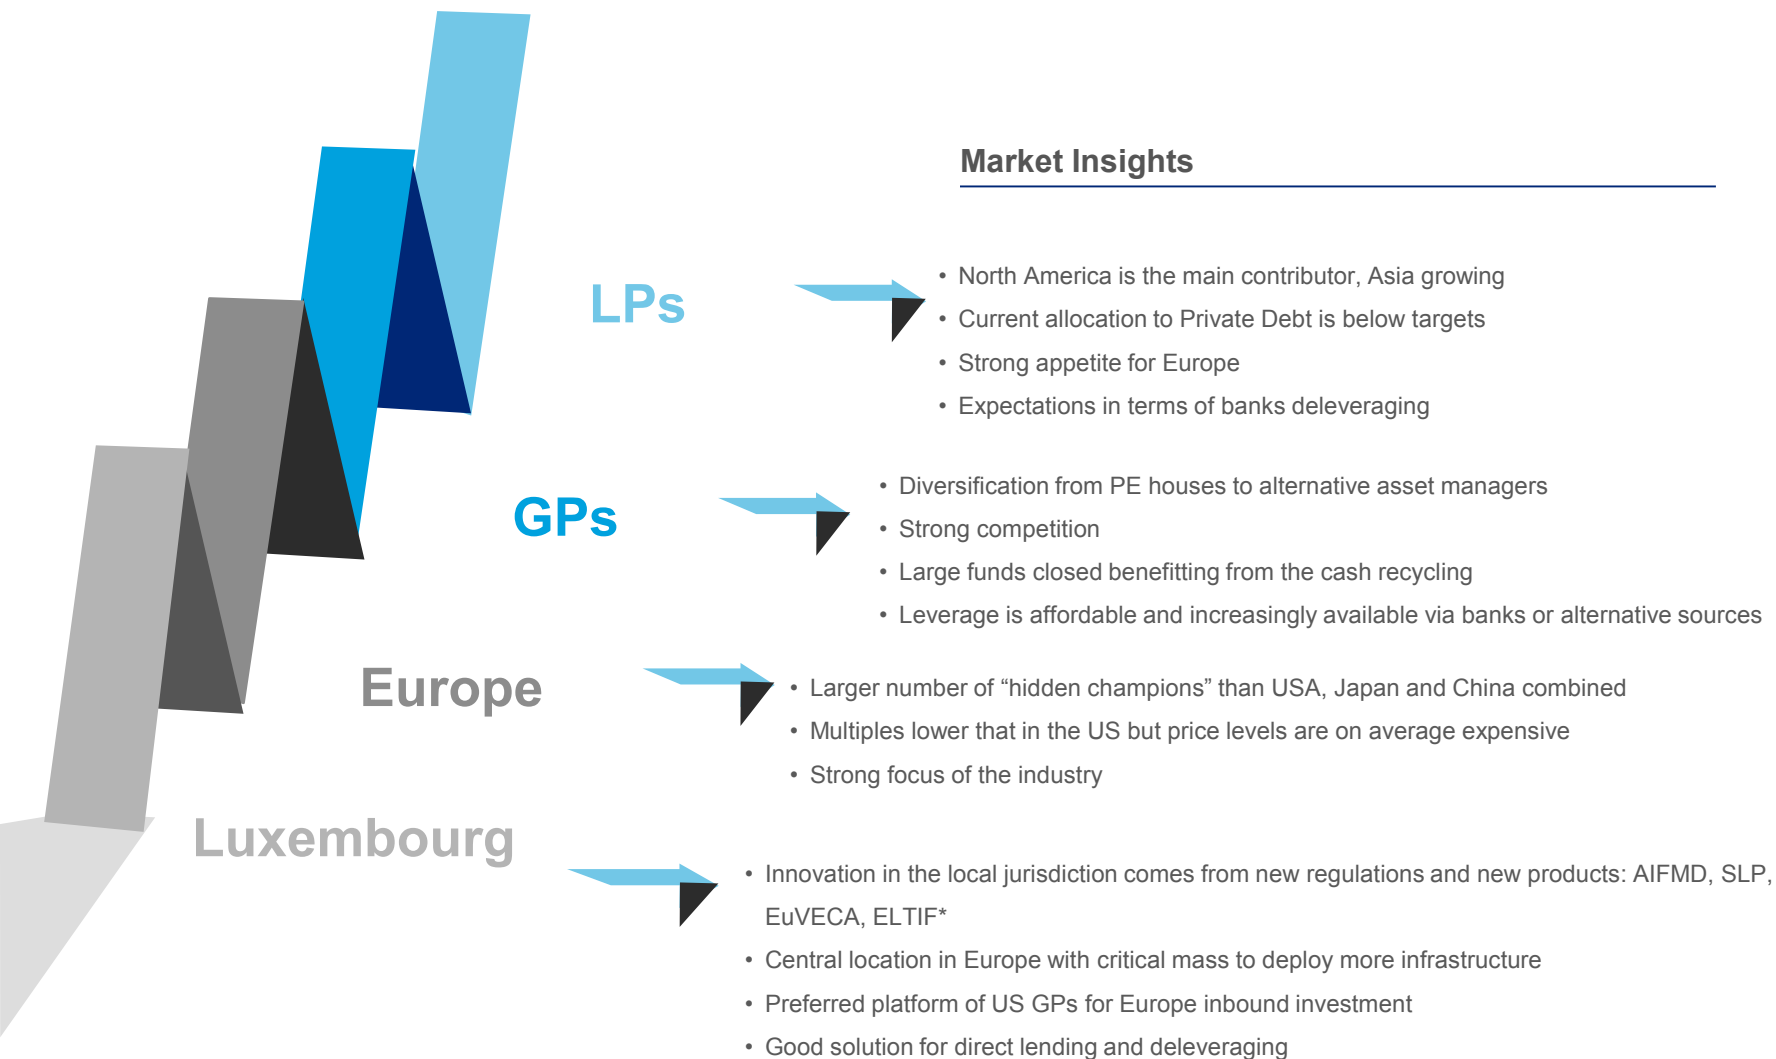 Market Insights
LPs
• North America is the main contributor, Asia growing
• Current allocation to Private Debt is below targets
• Strong appetite for Europe
• Expectations in terms of banks deleveraging
GPs
• Diversification from PE houses to alternative asset managers
• Strong competition
• Large funds closed benefitting from the cash recycling
• Leverage is affordable and increasingly available via banks or alternative sources
Europe
• Larger number of “hidden champions” than USA, Japan and China combined
• Multiples lower that in the US but price levels are on average expensive
• Strong focus of the industry
Luxembourg
• Innovation in the local jurisdiction comes from new regulations and new products: AIFMD, SLP,
EuVECA, ELTIF*
• Central location in Europe with critical mass to deploy more infrastructure
• Preferred platform of US GPs for Europe inbound investment
• Good solution for direct lending and deleveraging